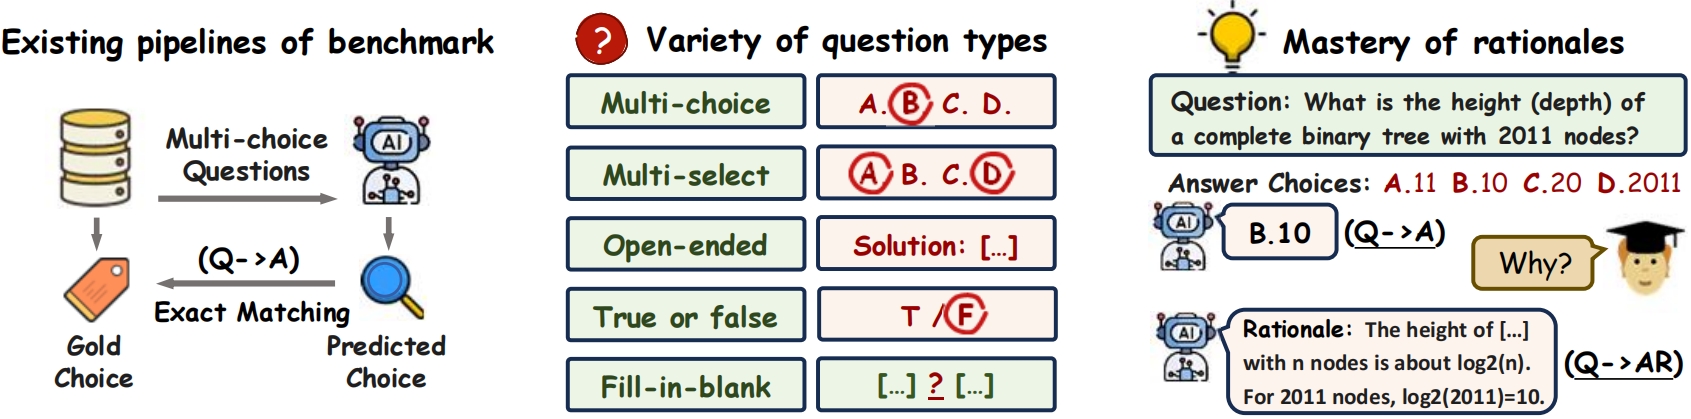 Existing pipelines of benchmark
Multi-choice
Questions
AI
(Q->A)
Exact Matching
Gold
Choice
Predicted
Choice
? Variety of question types
Multi-choice A. B. C. D.
Multi-select A B. C. D
Open-ended Solution: […]
True or false T / F
Fill-in-blank […] ? […]
Mastery of rationales
Question: What is the height (depth) of
a complete binary tree with 2011 nodes?
Answer Choices: A.11 B.10 C.20 D.2011
AI
B.10 (Q->A)
Why?
AI
Rationale: The height of […]
with n nodes is about log2(n).
For 2011 nodes, log2(2011)=10.
(Q->AR)